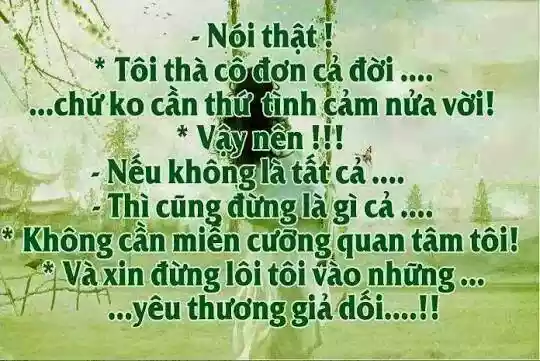 - Nói thật !
* Tôi thà cô đơn cả đời ....
...chứ ko cần thứ tình cảm nửa vời!
* Vậy nên !!!
- Nếu không là tất cả ....
- Thì cũng đừng là gì cả ....
* Không cần miễn cưỡng quan tâm tôi!
* Và xin đừng lôi tôi vào những ...
...yêu thương giả dối....!!